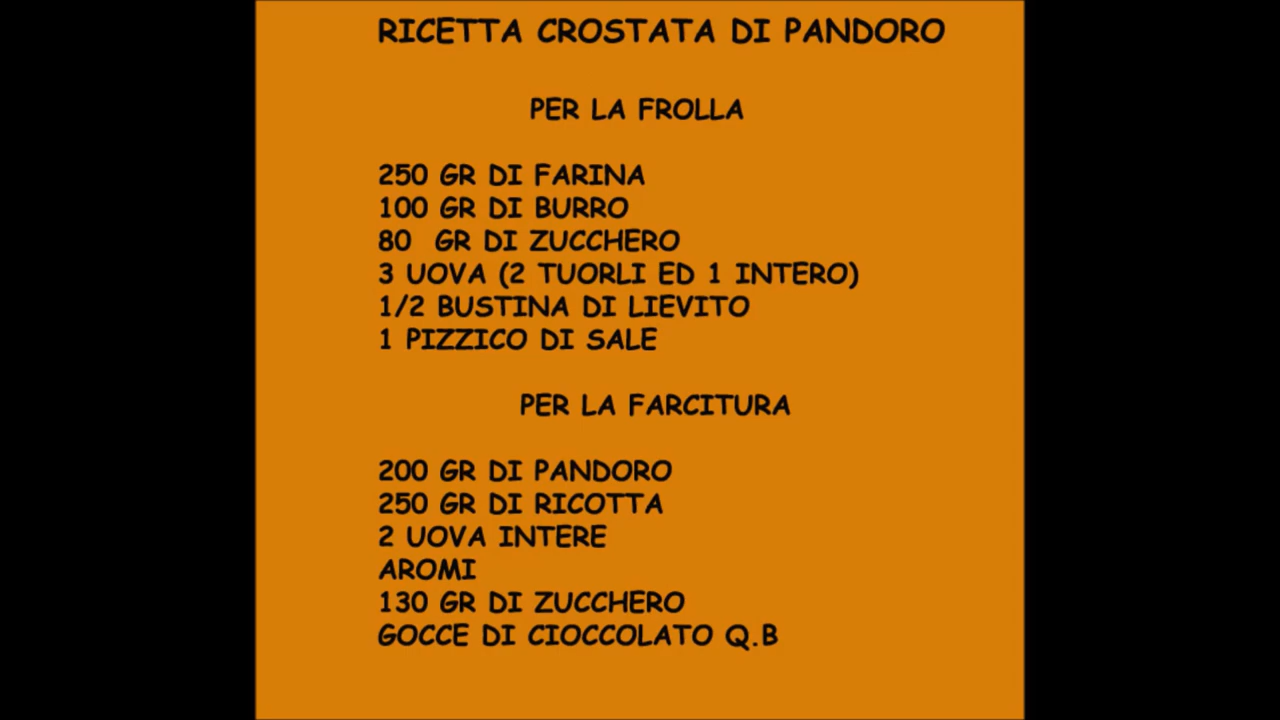 RICETTA CROSTATA DI PANDORO
PER LA FROLLA
250 GR DI FARINA
100 GR DI BURRO
80 GR DI ZUCCHERO
3 UOVA (2 TUORLI ED 1 INTERO)
1/2 BUSTINA DI LIEVITO
1 PIZZICO DI SALE
PER LA FARCITURA
200 GR DI PANDORO
250 GR DI RICOTTA
2 UOVA INTERE
AROMI
130 GR DI ZUCCHERO
GOCCE DI CIOCCOLATO Q.B